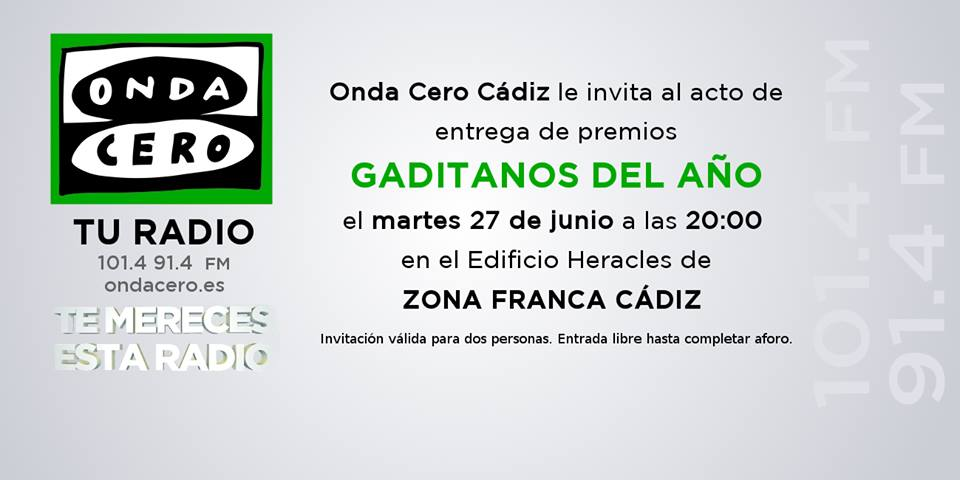 ONDA
CERO
TU RADIO
101.4 91.4 FM
ondacero.es
TE MERECES
ESTA RADIO
Onda Cero Cádiz le invita al acto de
entrega de premios
GADITANOS DEL AÑO
el martes 27 de junio a las 20:00
en el Edificio Heracles de
ZONA FRANCA CÁDIZ
Invitación válida para dos personas. Entrada libre hasta completar aforo.
101.4 FM
91.4 FM